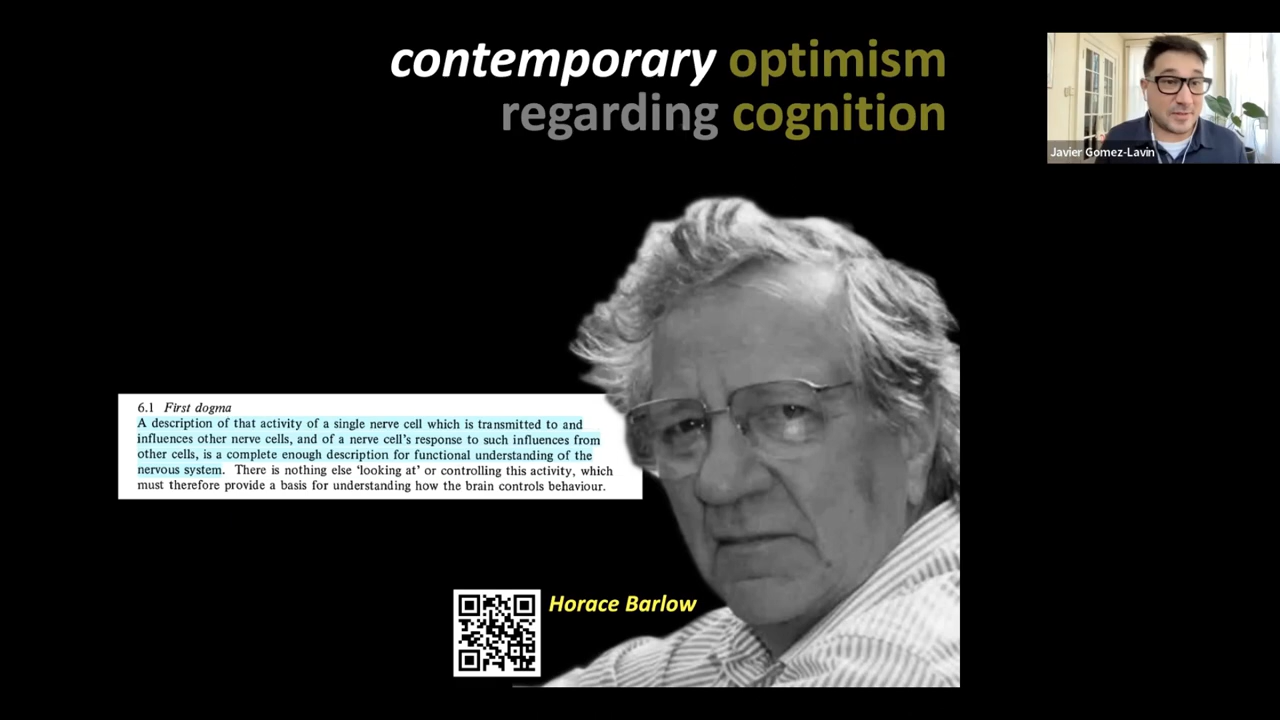 contemporary optimism
regarding cognition
Javier Gomez-Lavin
6.1 First dogma
A description of that activity of a single nerve cell which is transmitted to and
influences other nerve cells, and of a nerve cell's response to such influences from
other cells, is a complete enough description for functional understanding of the
nervous system. There is nothing else 'looking at' or controlling this activity, which
must therefore provide a basis for understanding how the brain controls behaviour.
Horace Barlow